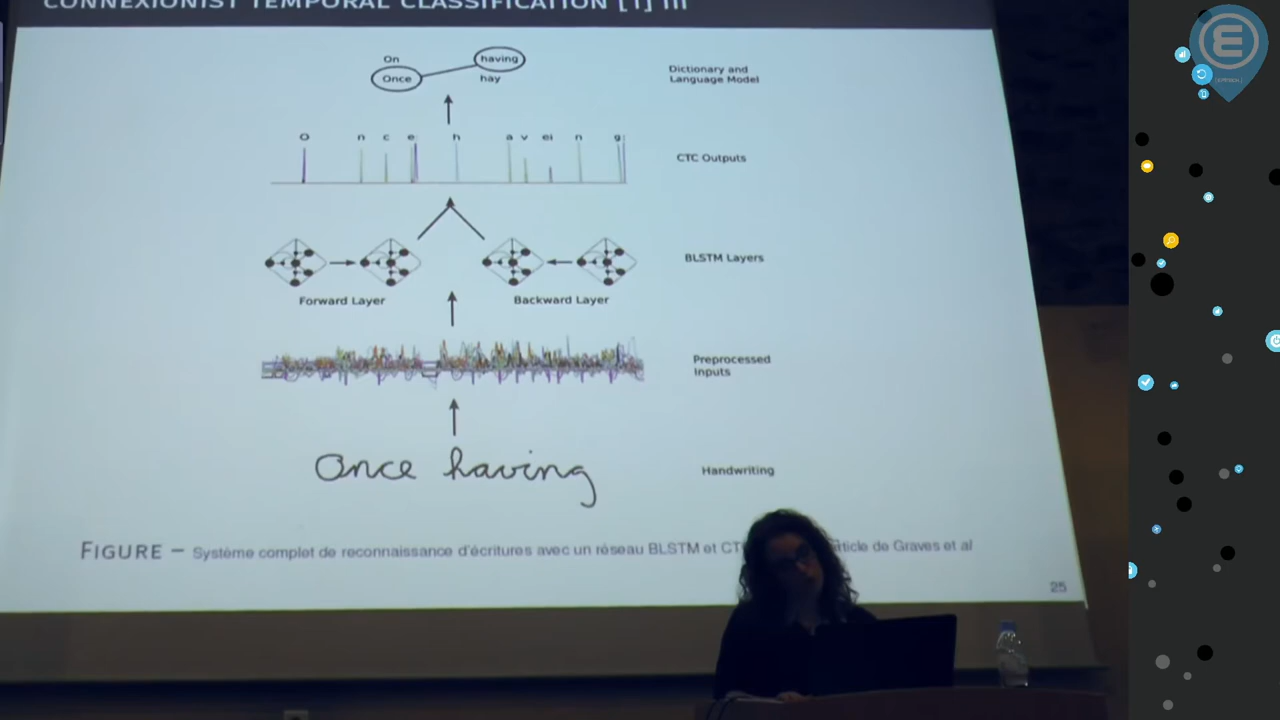 CONNEXIONIST TEMPORAL CLASSIFICATION [1] III
On
having
Once
hay
Dictionary and
Language Model
O n c e h a v ei n g
CTC Outputs
BLSTM Layers
Forward Layer
Backward Layer
Preprocessed
Inputs
Once having
Handwriting
FIGURE – Système complet de reconnaissance d'écritures avec un réseau BLSTM et de Graves et al
25